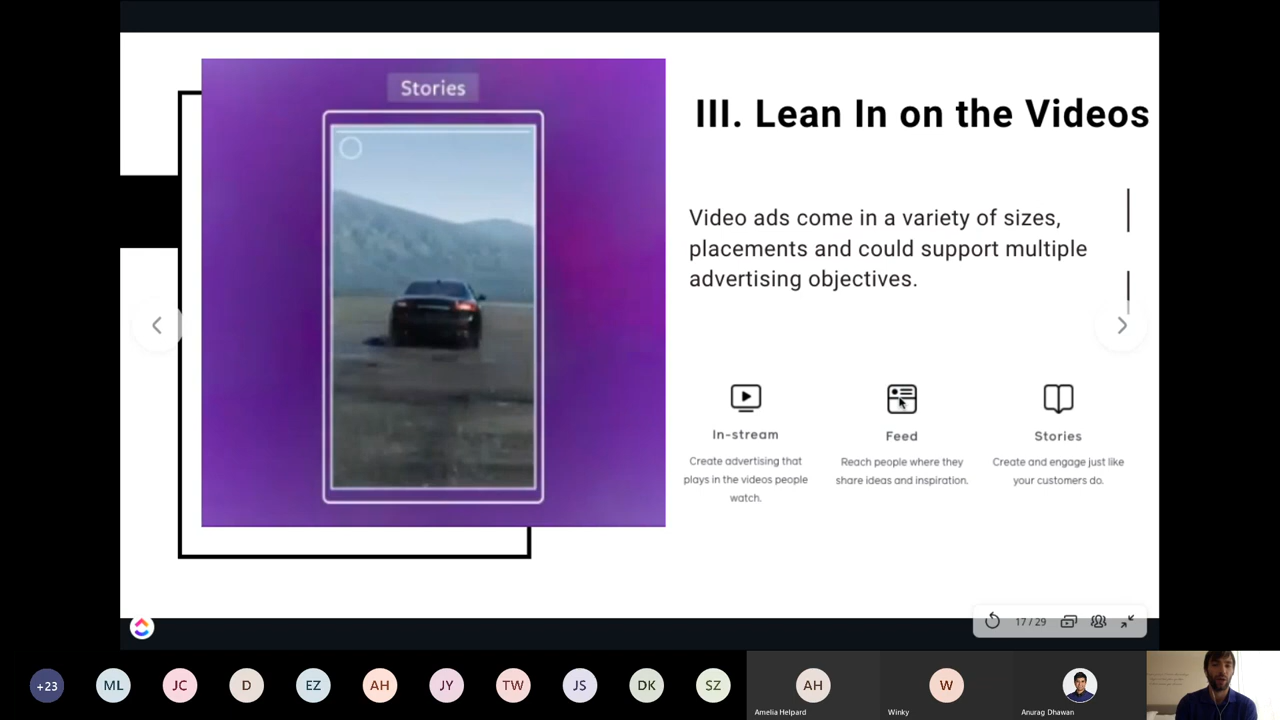 Stories
III. Lean In on the Videos
Video ads come in a variety of sizes,
placements and could support multiple
advertising objectives.
In-stream
Create advertising that
plays in the videos people
watch.
Feed
Reach people where they
share ideas and inspiration.
Stories
Create and engage just like
your customers do.
17 / 29
+23
ML
JC
D
EZ
AH
JY
TW
JS
DK
SZ
AH
Amelia Helpard
W
Winky
Anurag Dhawan